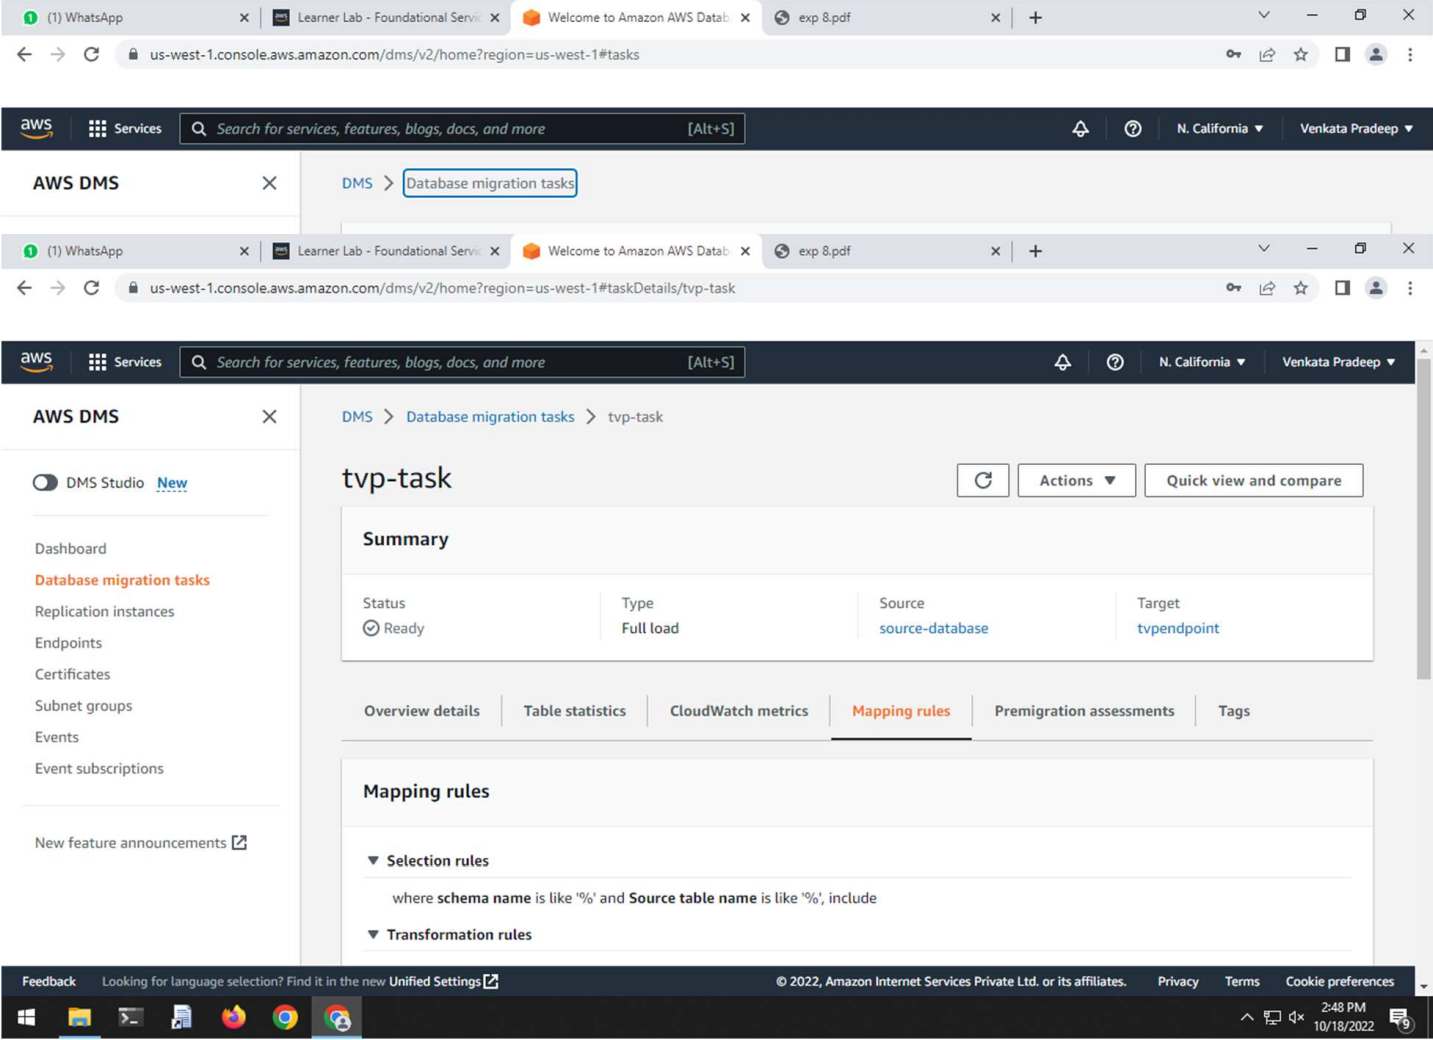 (1) WhatsApp
Learner Lab - Foundational Servic
Welcome to Amazon AWS Datab
exp 8.pdf
us-west-1.console.aws.amazon.com/dms/v2/home?region=us-west-1#tasks
aws
Services
Search for services, features, blogs, docs, and more
[Alt+S]
N. California
Venkata Pradeep
AWS DMS
DMS
Database migration tasks
(1) WhatsApp
Learner Lab - Foundational Servic
Welcome to Amazon AWS Datab
exp 8.pdf
us-west-1.console.aws.amazon.com/dms/v2/home?region=us-west-1#taskDetails/tvp-task
aws
Services
Search for services, features, blogs, docs, and more
[Alt+S]
N. California
Venkata Pradeep
AWS DMS
DMS Studio New
Dashboard
Database migration tasks
Replication instances
Endpoints
Certificates
Subnet groups
Events
Event subscriptions
New feature announcements
DMS
Database migration tasks
tvp-task
tvp-task
Actions
Quick view and compare
Summary
Status
Ready
Type
Full load
Source
source-database
Target
tvpendpoint
Overview details
Table statistics
CloudWatch metrics
Mapping rules
Premigration assessments
Tags
Mapping rules
Selection rules
where schema name is like '%' and Source table name is like '%', include
Transformation rules
Feedback
Looking for language selection? Find it in the new Unified Settings
© 2022, Amazon Internet Services Private Ltd. or its affiliates.
Privacy
Terms
Cookie preferences
2:48 PM
10/18/2022
9